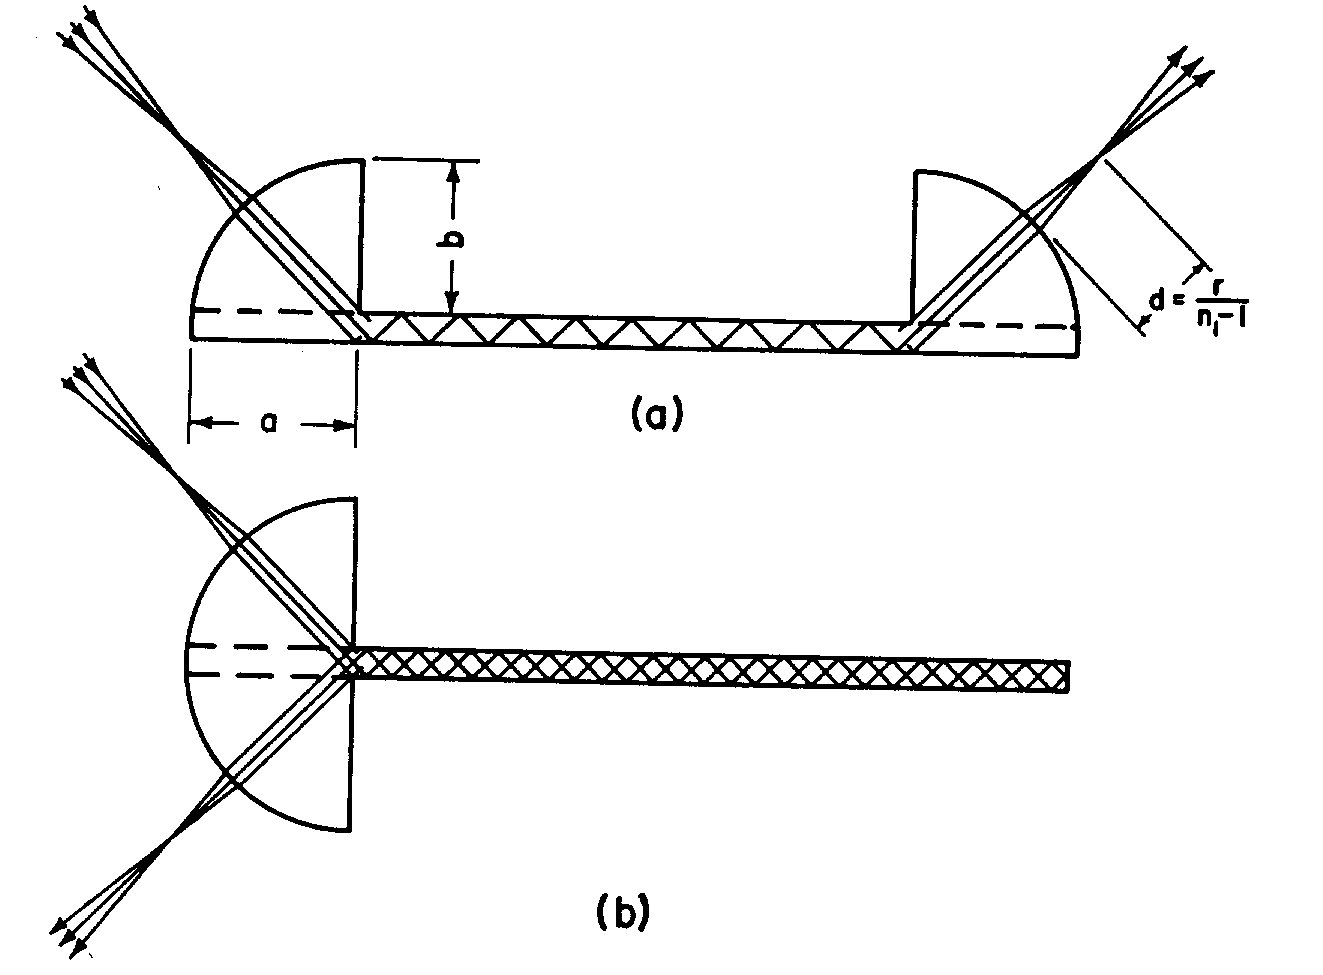 b
d = r / n₁-1
a
(a)
(b)